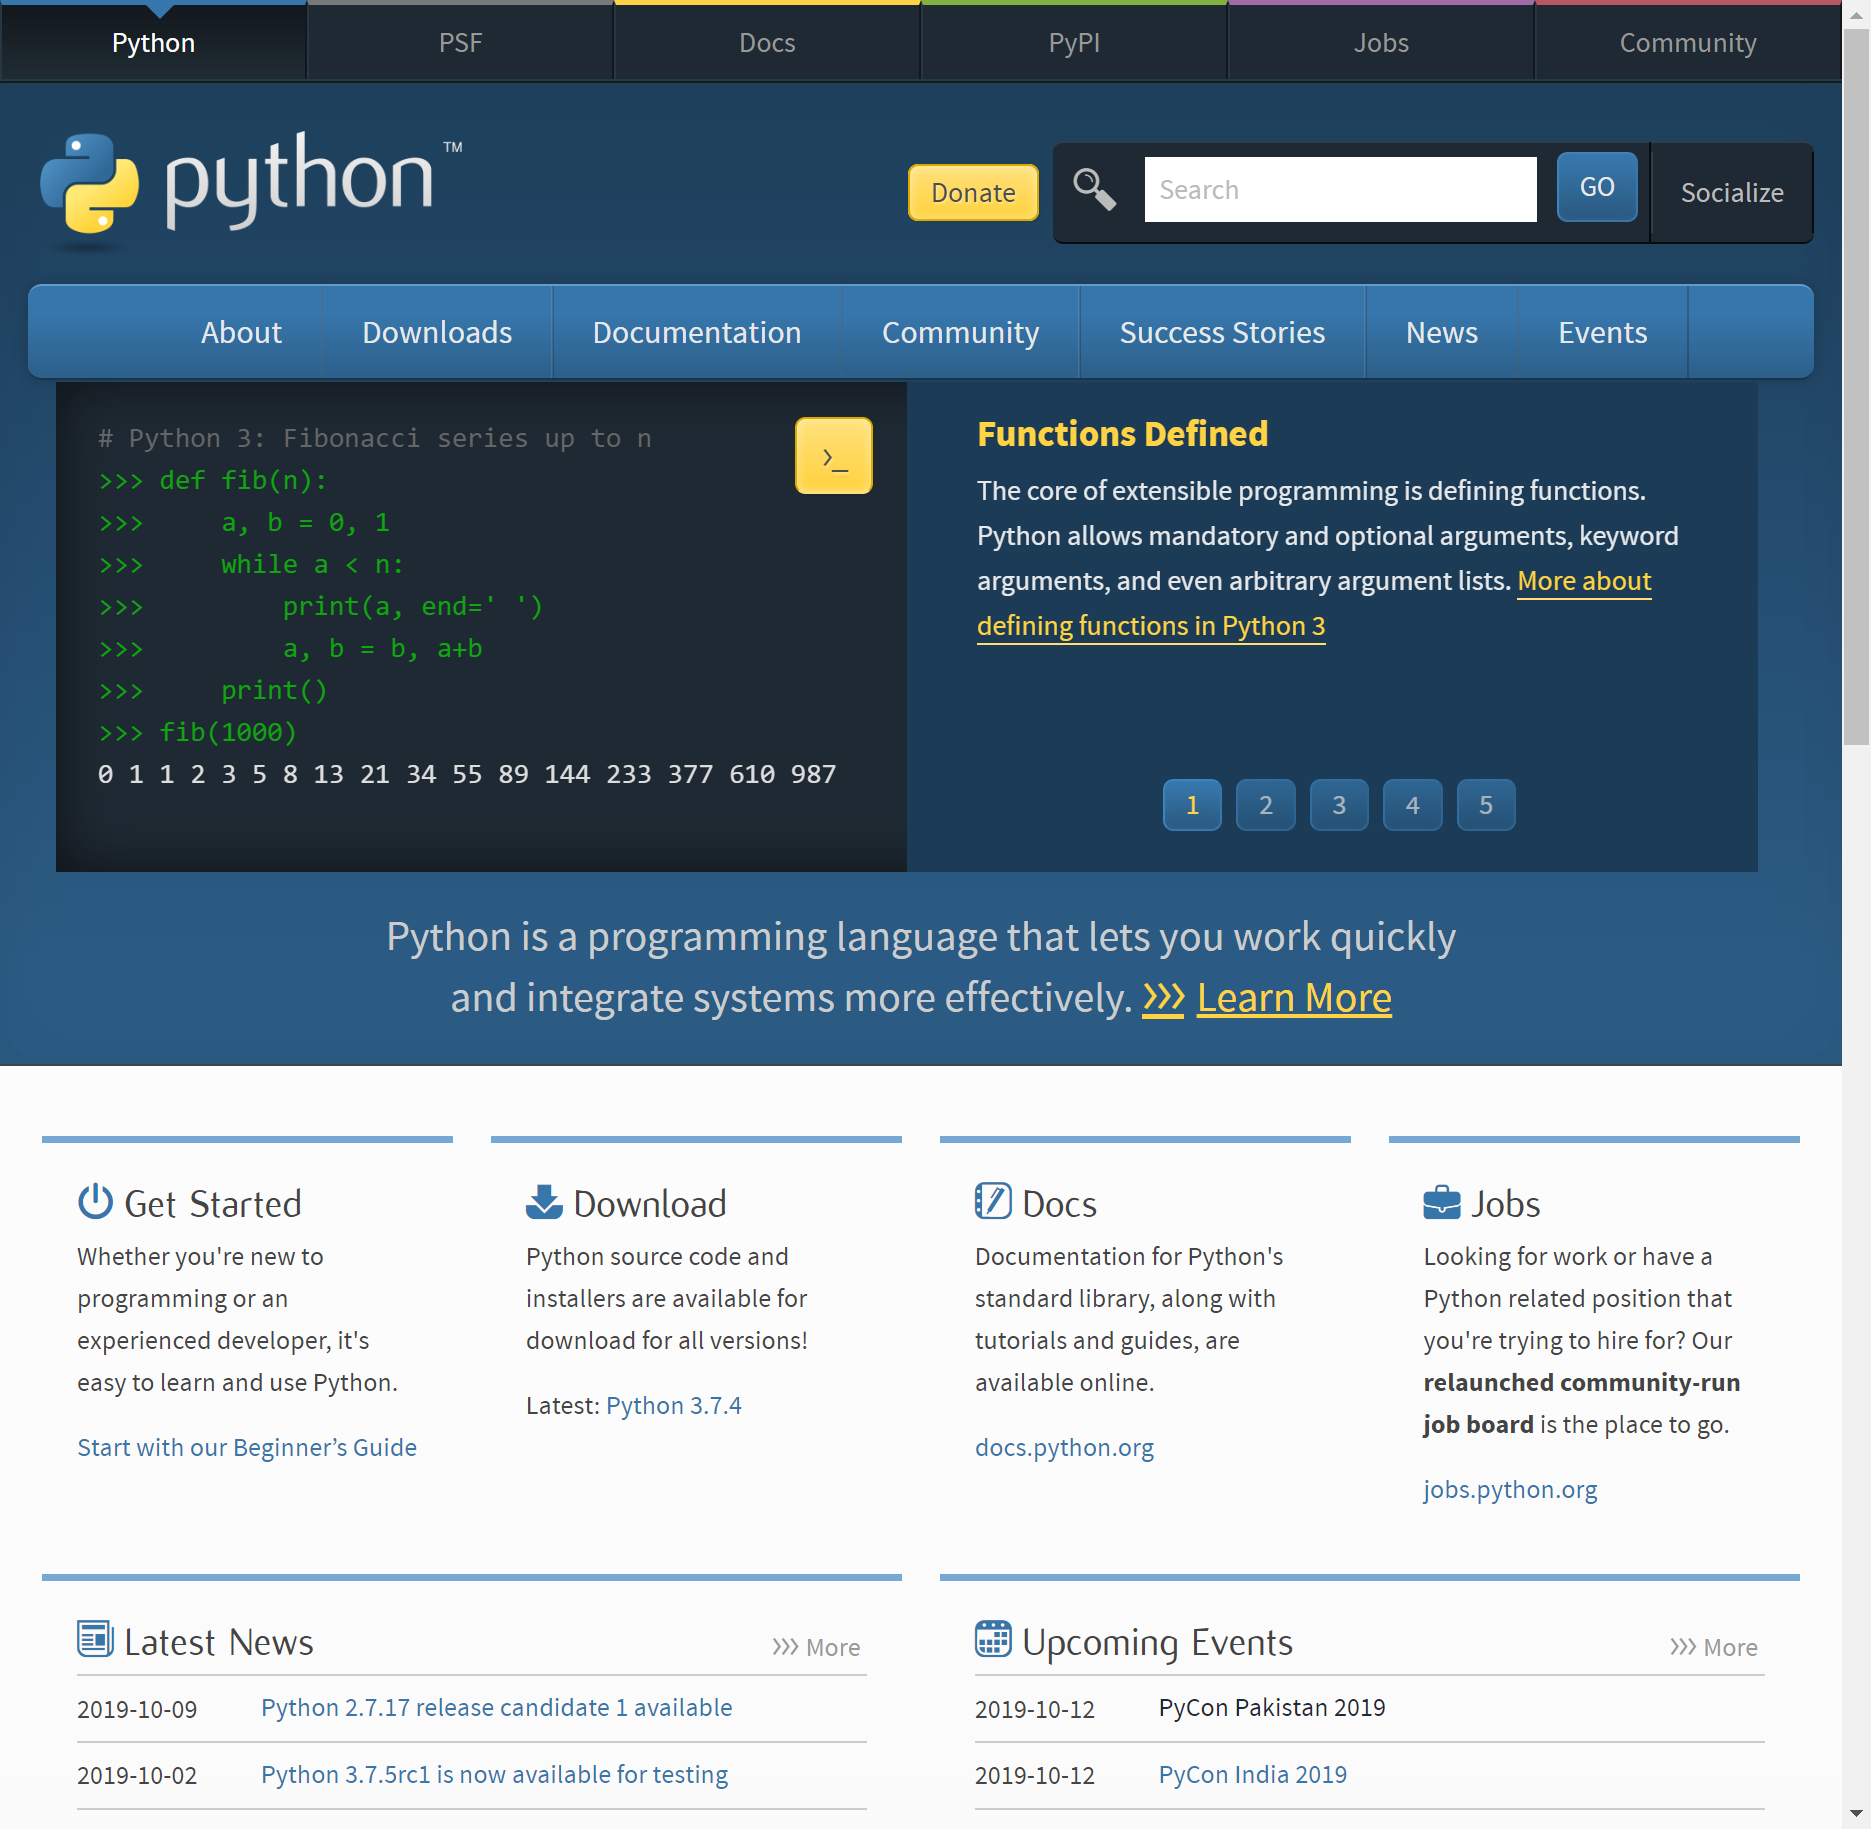 Python
PSF
Docs
PyPI
Jobs
Community
python™
Donate
Search
GO
Socialize
About
Downloads
Documentation
Community
Success Stories
News
Events
# Python 3: Fibonacci series up to n
>>> def fib(n):
>>>     a, b = 0, 1
>>>     while a < n:
>>>         print(a, end=' ')
>>>         a, b = b, a+b
>>>     print()
>>> fib(1000)
0 1 1 2 3 5 8 13 21 34 55 89 144 233 377 610 987
>_
Functions Defined
The core of extensible programming is defining functions.
Python allows mandatory and optional arguments, keyword
arguments, and even arbitrary argument lists. More about
defining functions in Python 3
1 2 3 4 5
Python is a programming language that lets you work quickly
and integrate systems more effectively. >>> Learn More
Get Started
Whether you're new to
programming or an
experienced developer, it's
easy to learn and use Python.
Start with our Beginner’s Guide
Download
Python source code and
installers are available for
download for all versions!
Latest: Python 3.7.4
Docs
Documentation for Python's
standard library, along with
tutorials and guides, are
available online.
docs.python.org
Jobs
Looking for work or have a
Python related position that
you're trying to hire for? Our
relaunched community-run
job board is the place to go.
jobs.python.org
Latest News
>>> More
2019-10-09 Python 2.7.17 release candidate 1 available
2019-10-02 Python 3.7.5rc1 is now available for testing
Upcoming Events
>>> More
2019-10-12 PyCon Pakistan 2019
2019-10-12 PyCon India 2019